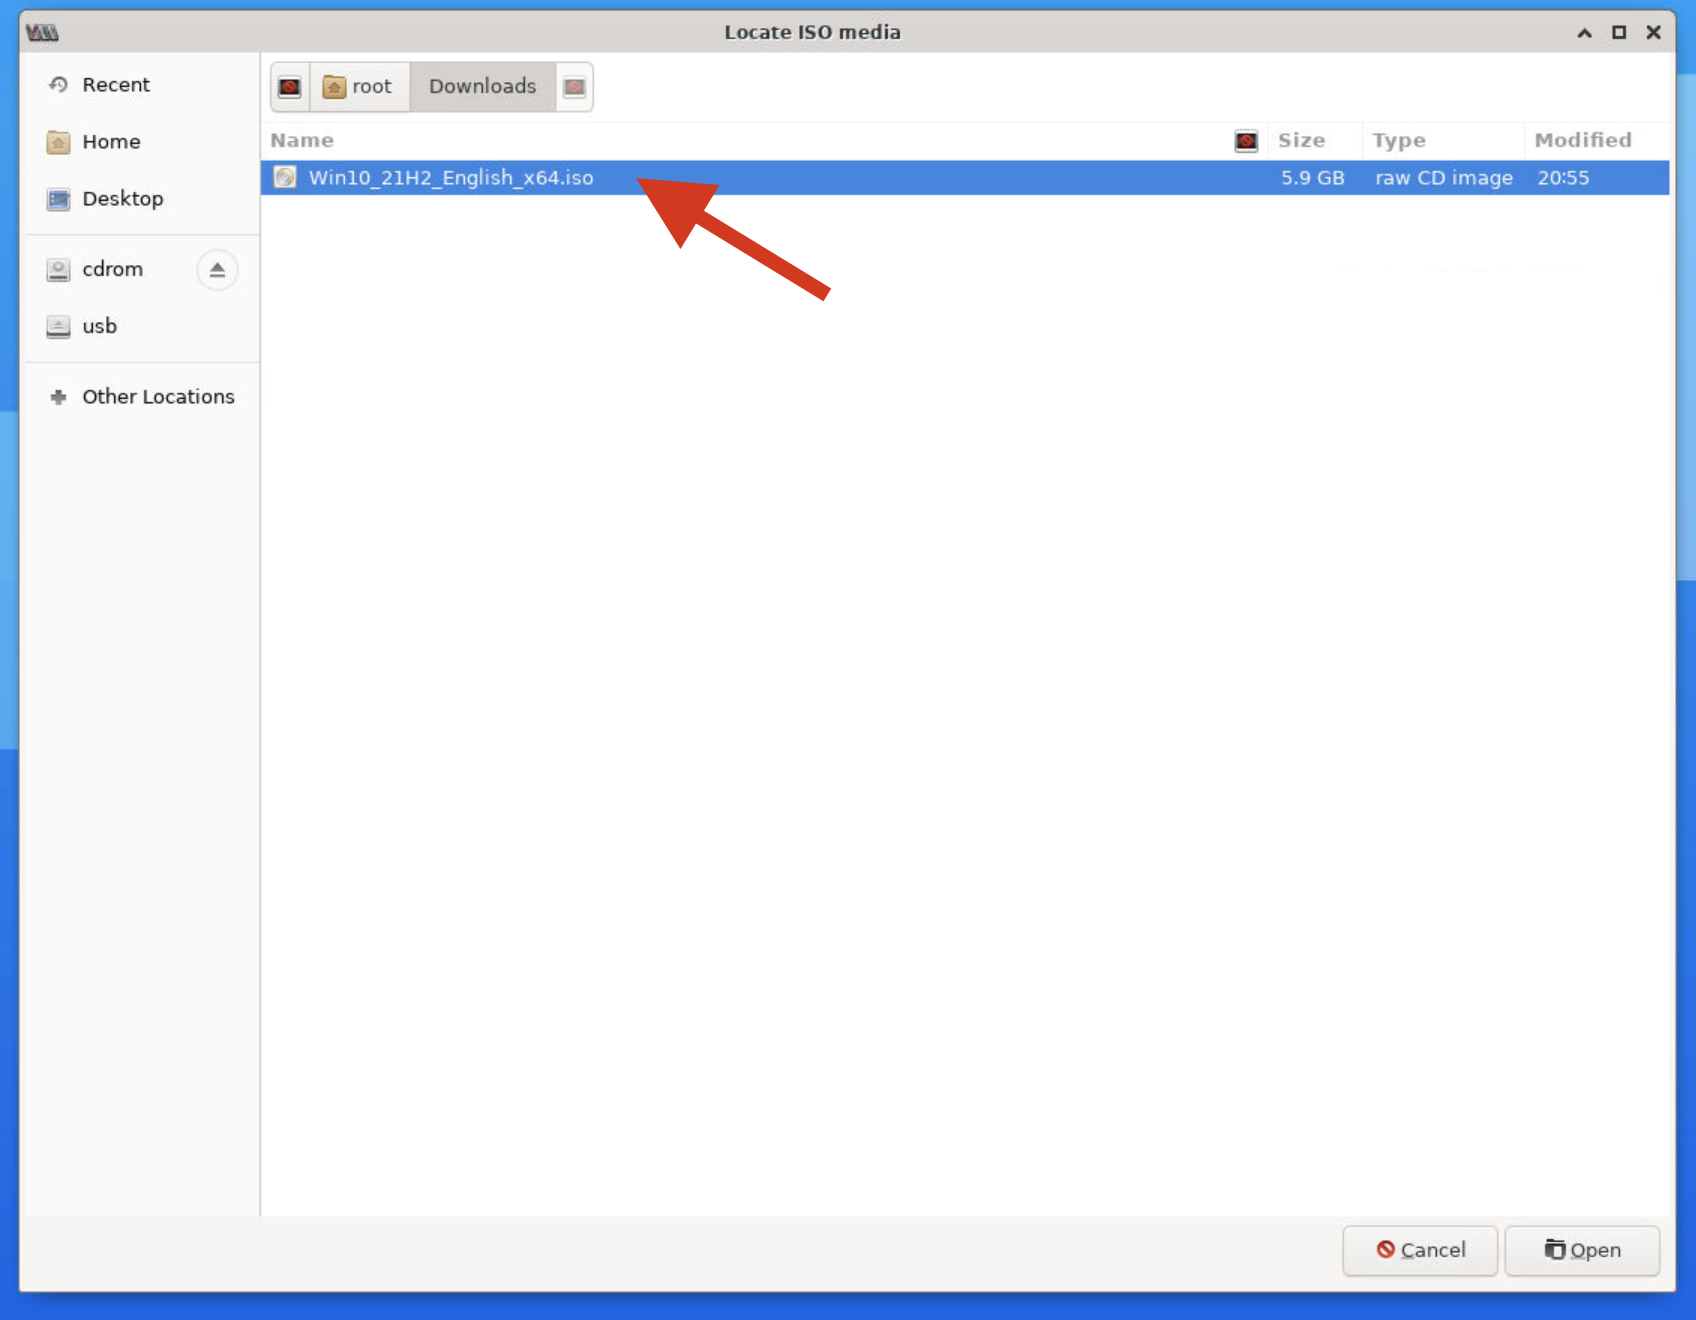 Locate ISO media
Recent
Home
Desktop
cdrom
usb
Other Locations
root Downloads
Name Size Type Modified
Win10_21H2_English_x64.iso 5.9 GB raw CD image 20:55
Cancel Open